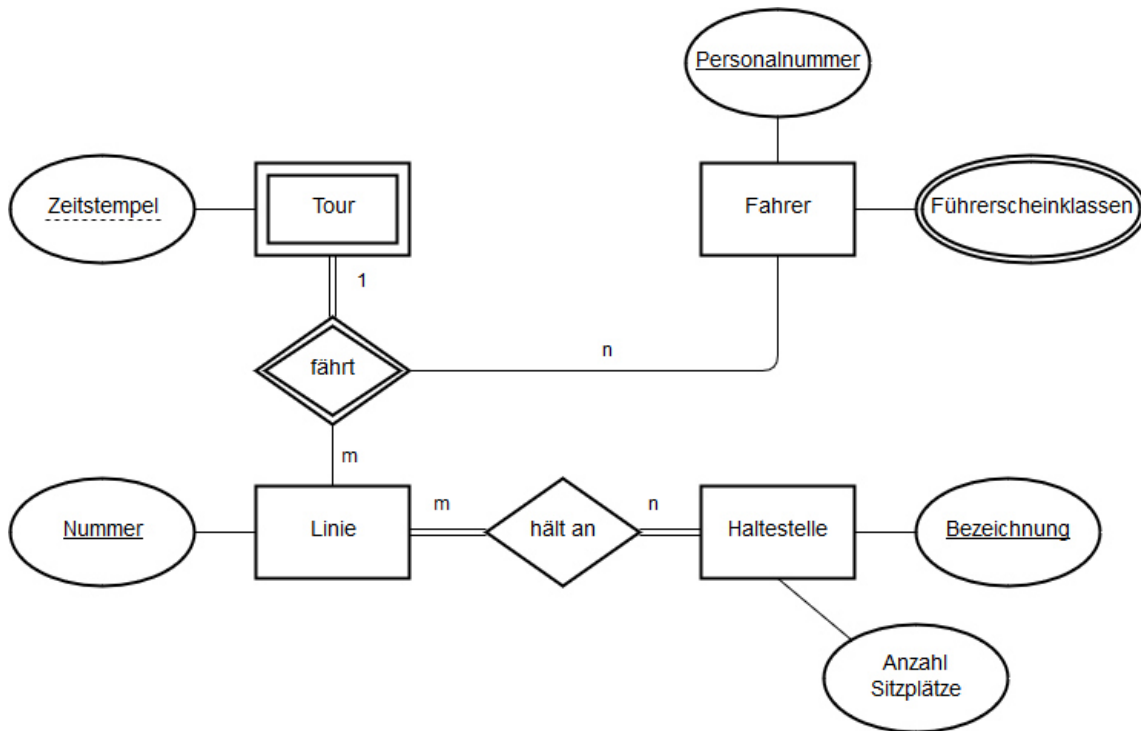 Personalnummer
Zeitstempel
Tour
Fahrer
Führerscheinklassen
1
fährt
n
m
Nummer
Linie
m
hält an
n
Haltestelle
Bezeichnung
Anzahl
Sitzplätze